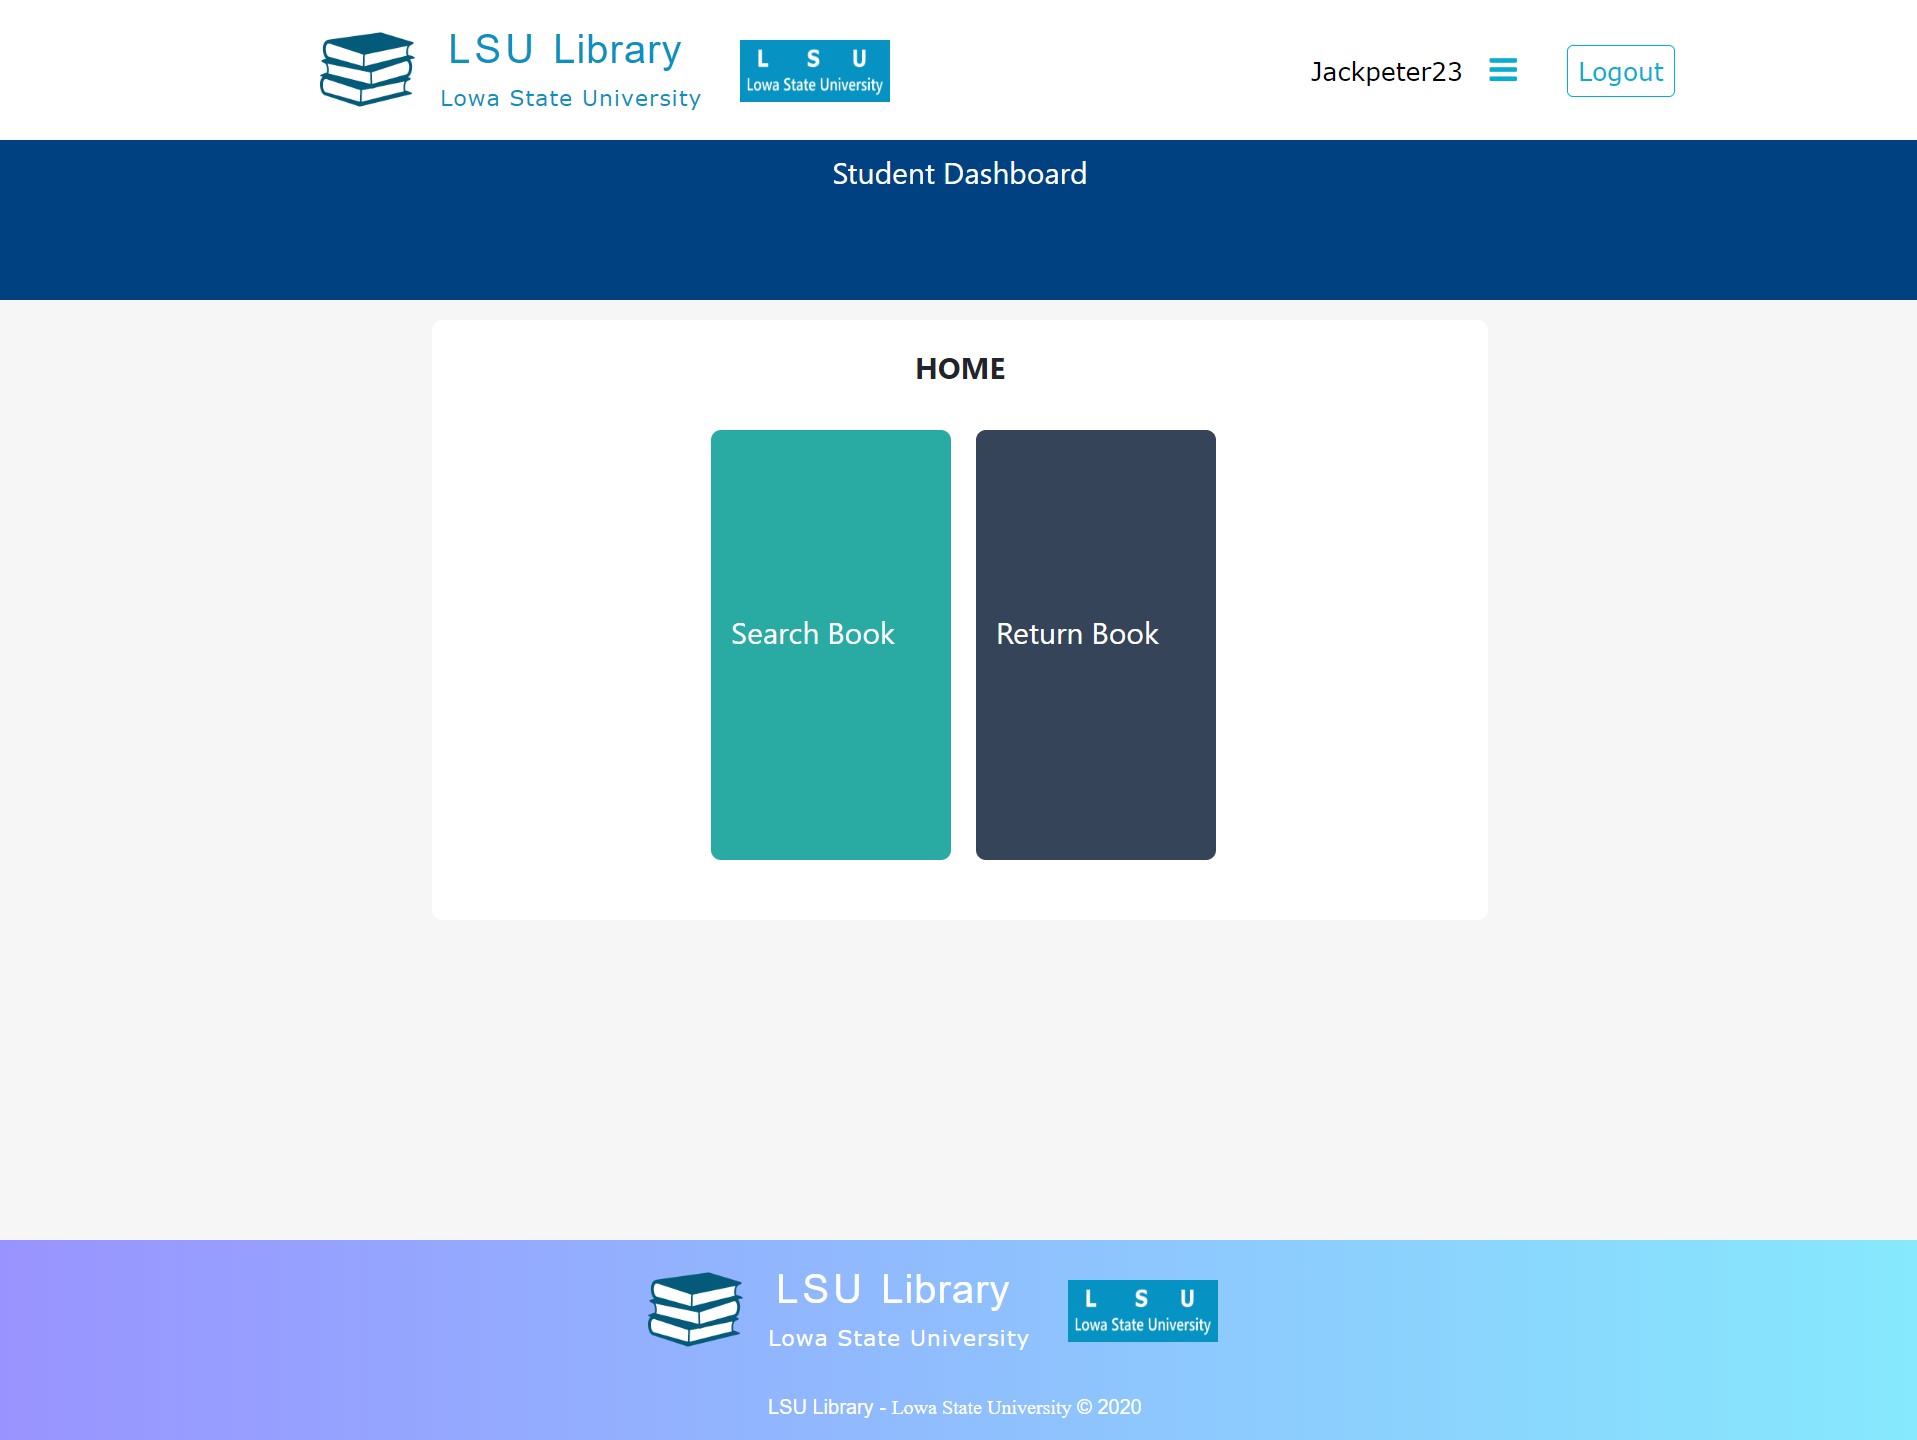 LSU Library
Lowa State University
L S U
Lowa State University
Jackpeter23
Logout
Student Dashboard
HOME
Search Book
Return Book
LSU Library
Lowa State University
L S U
Lowa State University
LSU Library - Lowa State University © 2020